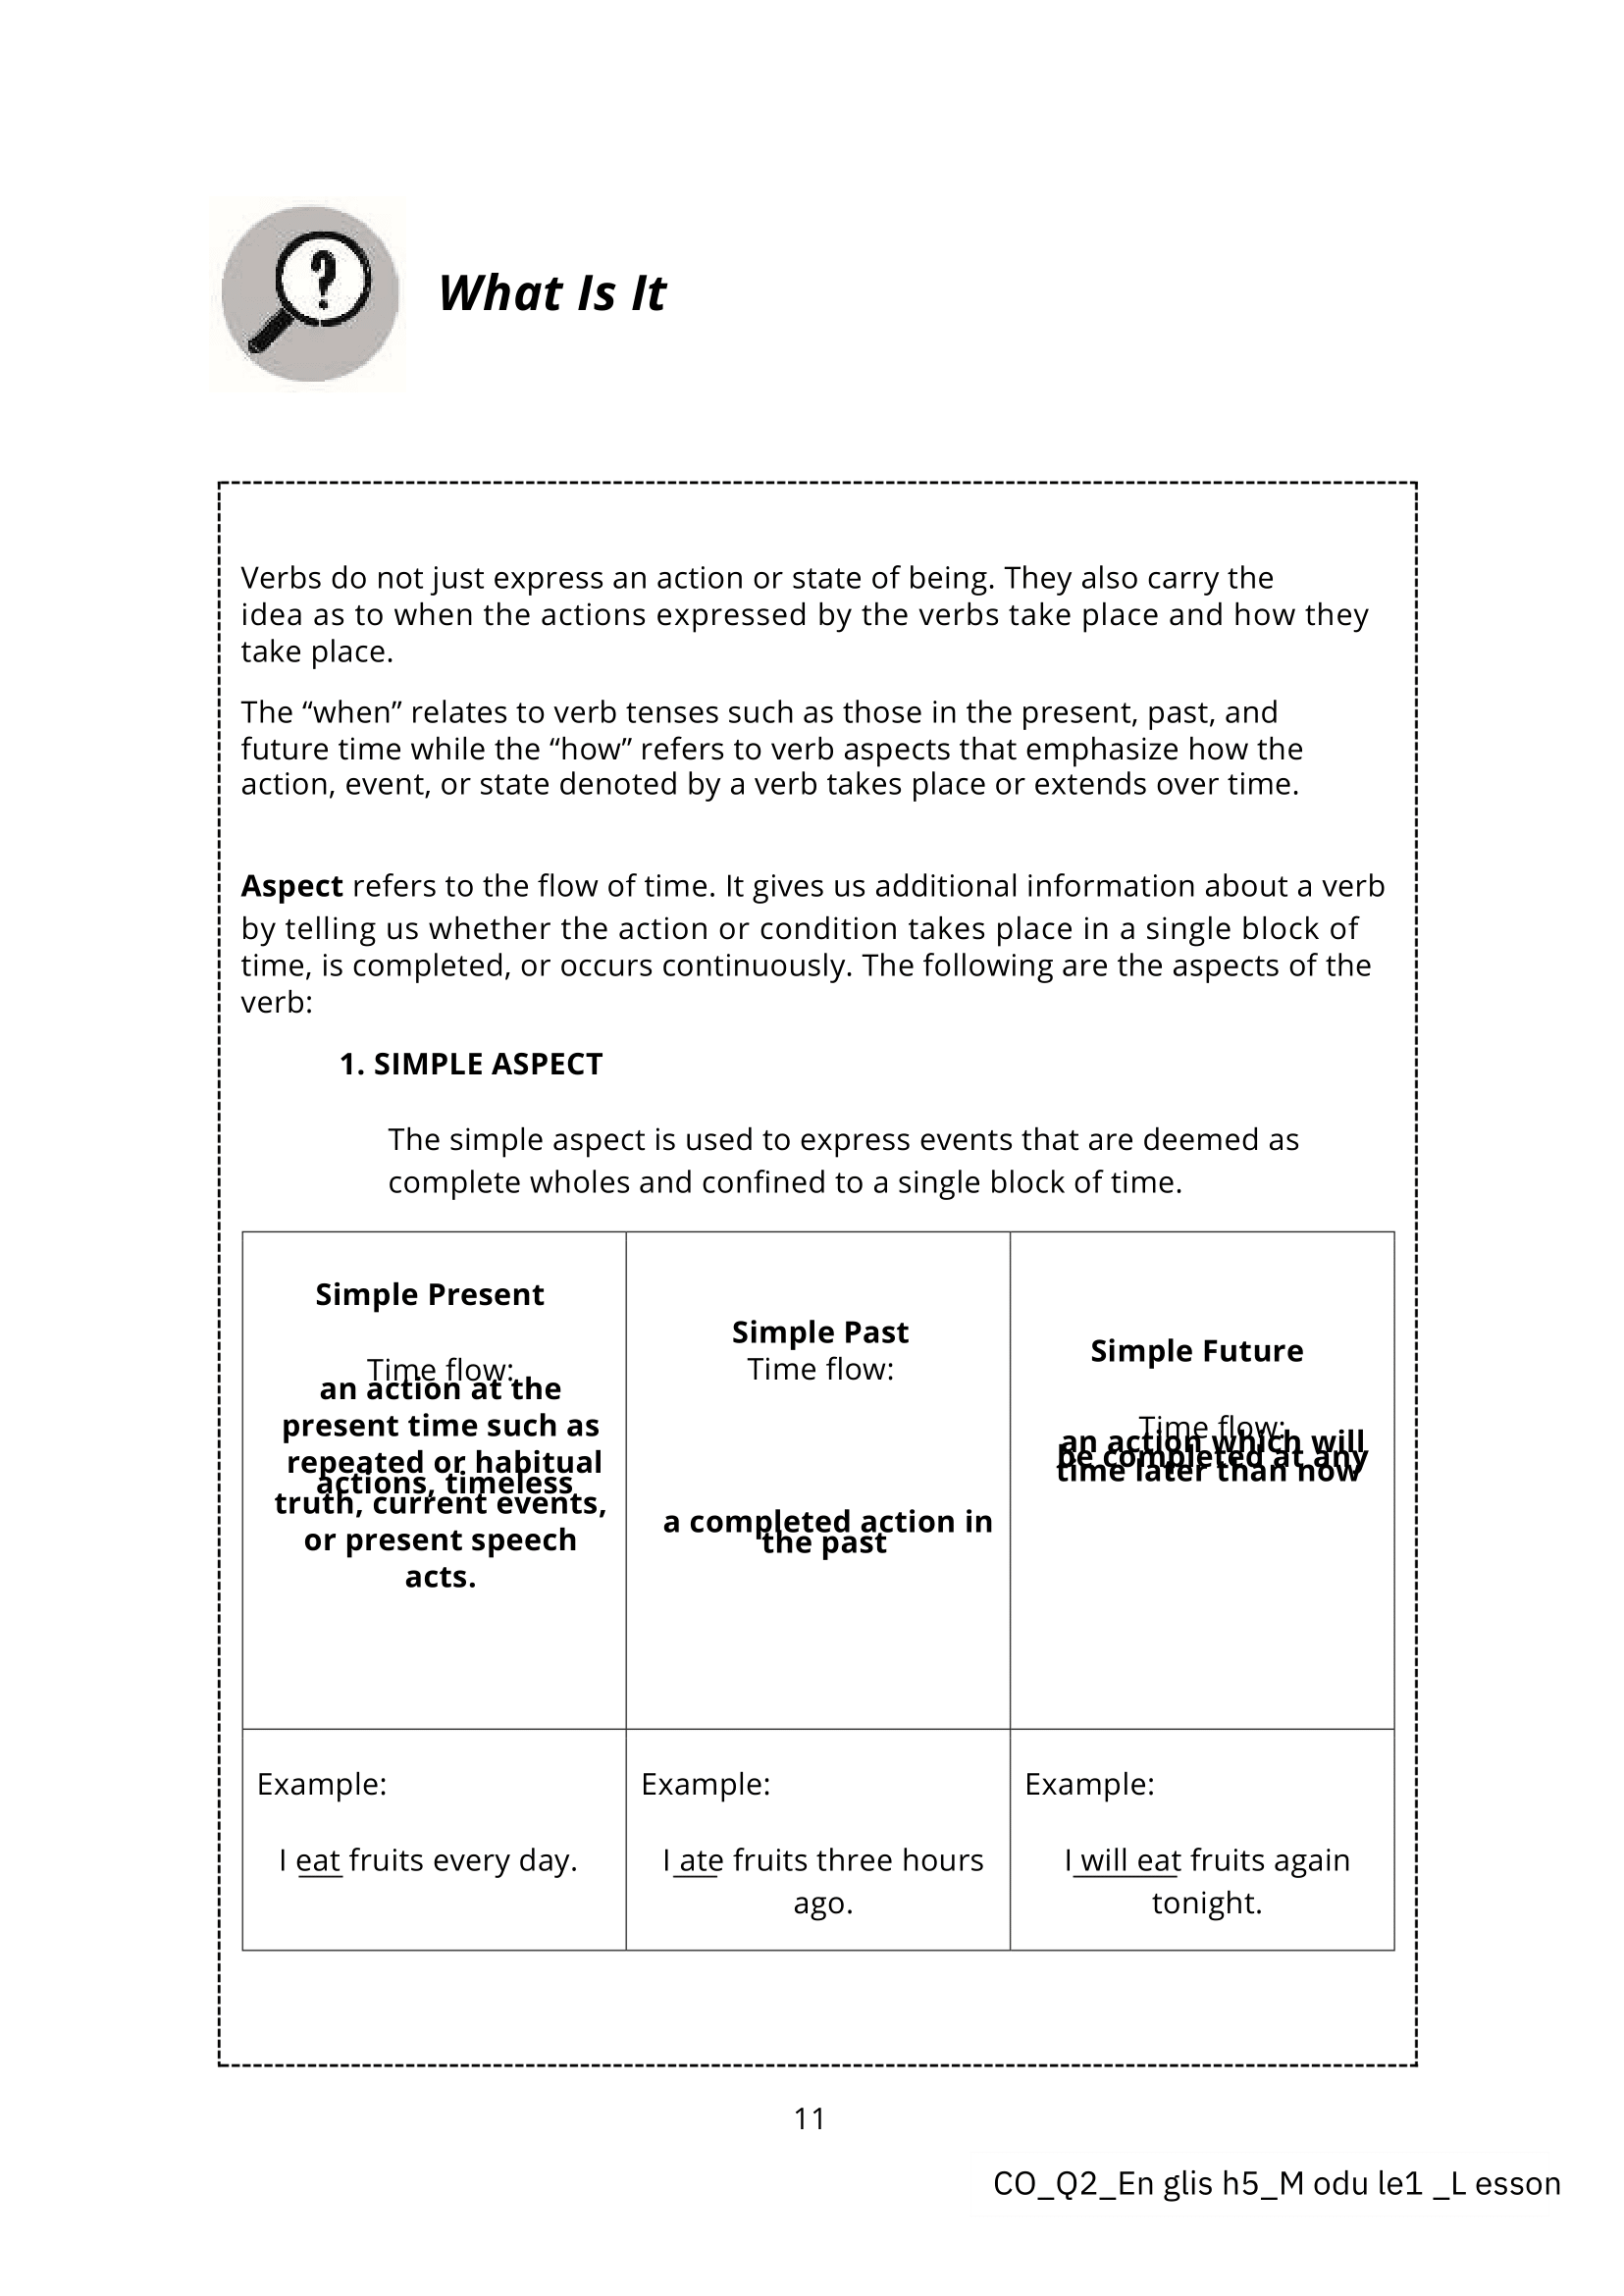 What Is It
Verbs do not just express an action or state of being. They also carry the
idea as to when the actions expressed by the verbs take place and how they
take place.
The “when” relates to verb tenses such as those in the present, past, and
future time while the “how” refers to verb aspects that emphasize how the
action, event, or state denoted by a verb takes place or extends over time.
Aspect refers to the flow of time. It gives us additional information about a verb
by telling us whether the action or condition takes place in a single block of
time, is completed, or occurs continuously. The following are the aspects of the
verb:
1. SIMPLE ASPECT
The simple aspect is used to express events that are deemed as
complete wholes and confined to a single block of time.
Simple Present
Time flow:
an action at the
present time such as
repeated or habitual
actions, timeless
truth, current events,
or present speech
acts.
Simple Past
Time flow:
a completed action in
the past
Simple Future
Time flow:
an action which will
be completed at any
time later than now
Example:
I eat fruits every day.
Example:
I ate fruits three hours
ago.
Example:
I will eat fruits again
tonight.
11
CO_Q2_En glis h5_M odu le1 _L esson